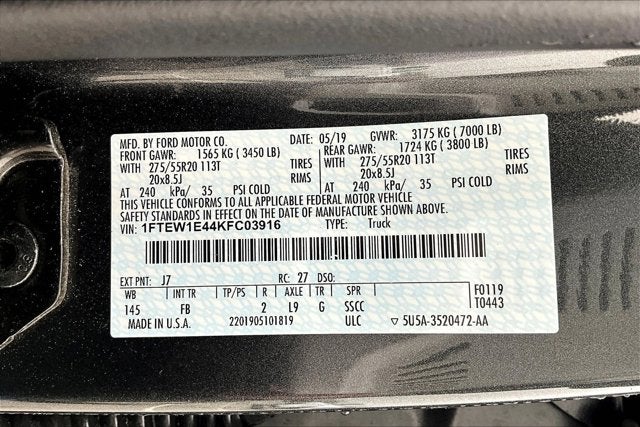 MFD. BY FORD MOTOR CO. DATE: 05/19 GVWR: 3175 KG ( 7000 LB)
FRONT GAWR: 1565 KG ( 3450 LB) REAR GAWR: 1724 KG ( 3800 LB)
WITH 275/55R20 113T TIRES WITH 275/55R20 113T TIRES
20x8.5J RIMS 20x8.5J RIMS
AT 240 kPa/ 35 PSI COLD AT 240 kPa/ 35 PSI COLD
THIS VEHICLE CONFORMS TO ALL APPLICABLE FEDERAL MOTOR VEHICLE
SAFETY STANDARDS IN EFFECT ON THE DATE OF MANUFACTURE SHOWN ABOVE.
VIN: 1FTEW1E44KFC03916 TYPE: Truck
EXT PNT: J7 RC: 27 DSO:
WB INT TR TP/PS R AXLE TR SPR F0119
145 FB 2 L9 G SSCC T0443
MADE IN U.S.A. 2201905101819 ULC ▽ 5U5A-3520472-AA